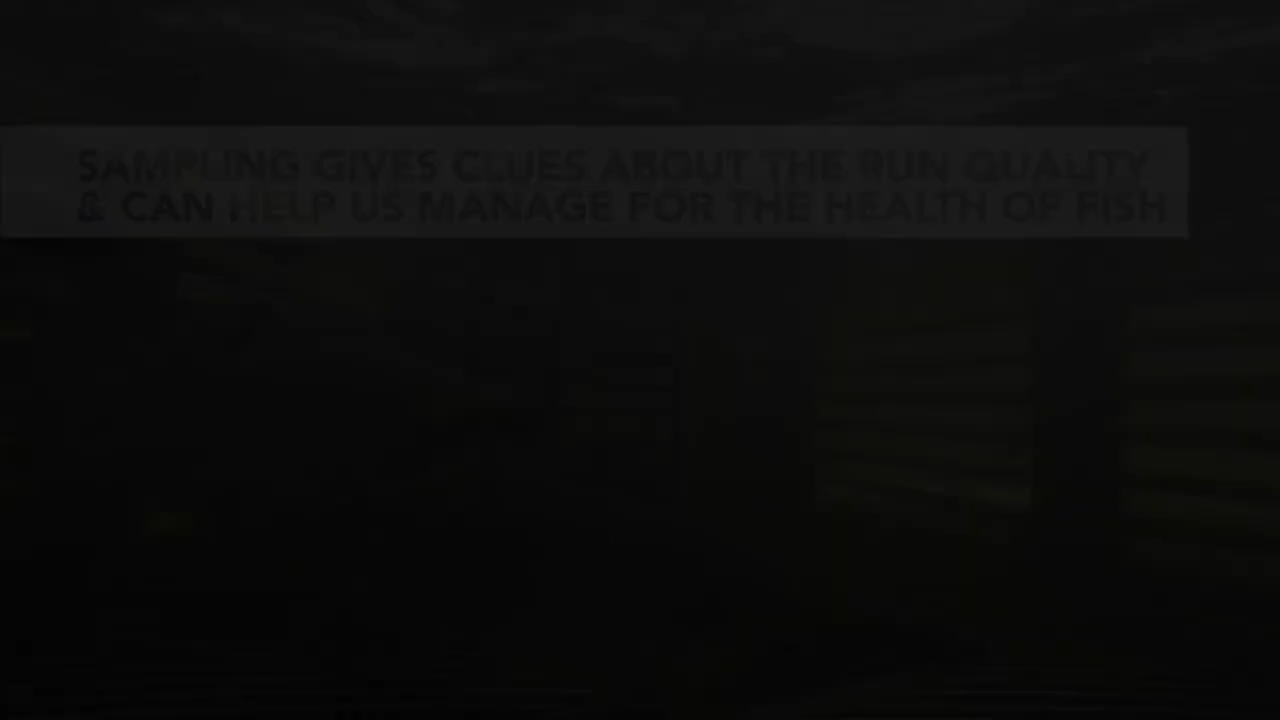 SAMPLING GIVES CLUES ABOUT THE RUN QUALITY
& CAN HELP US MANAGE FOR THE HEALTH OF FISH